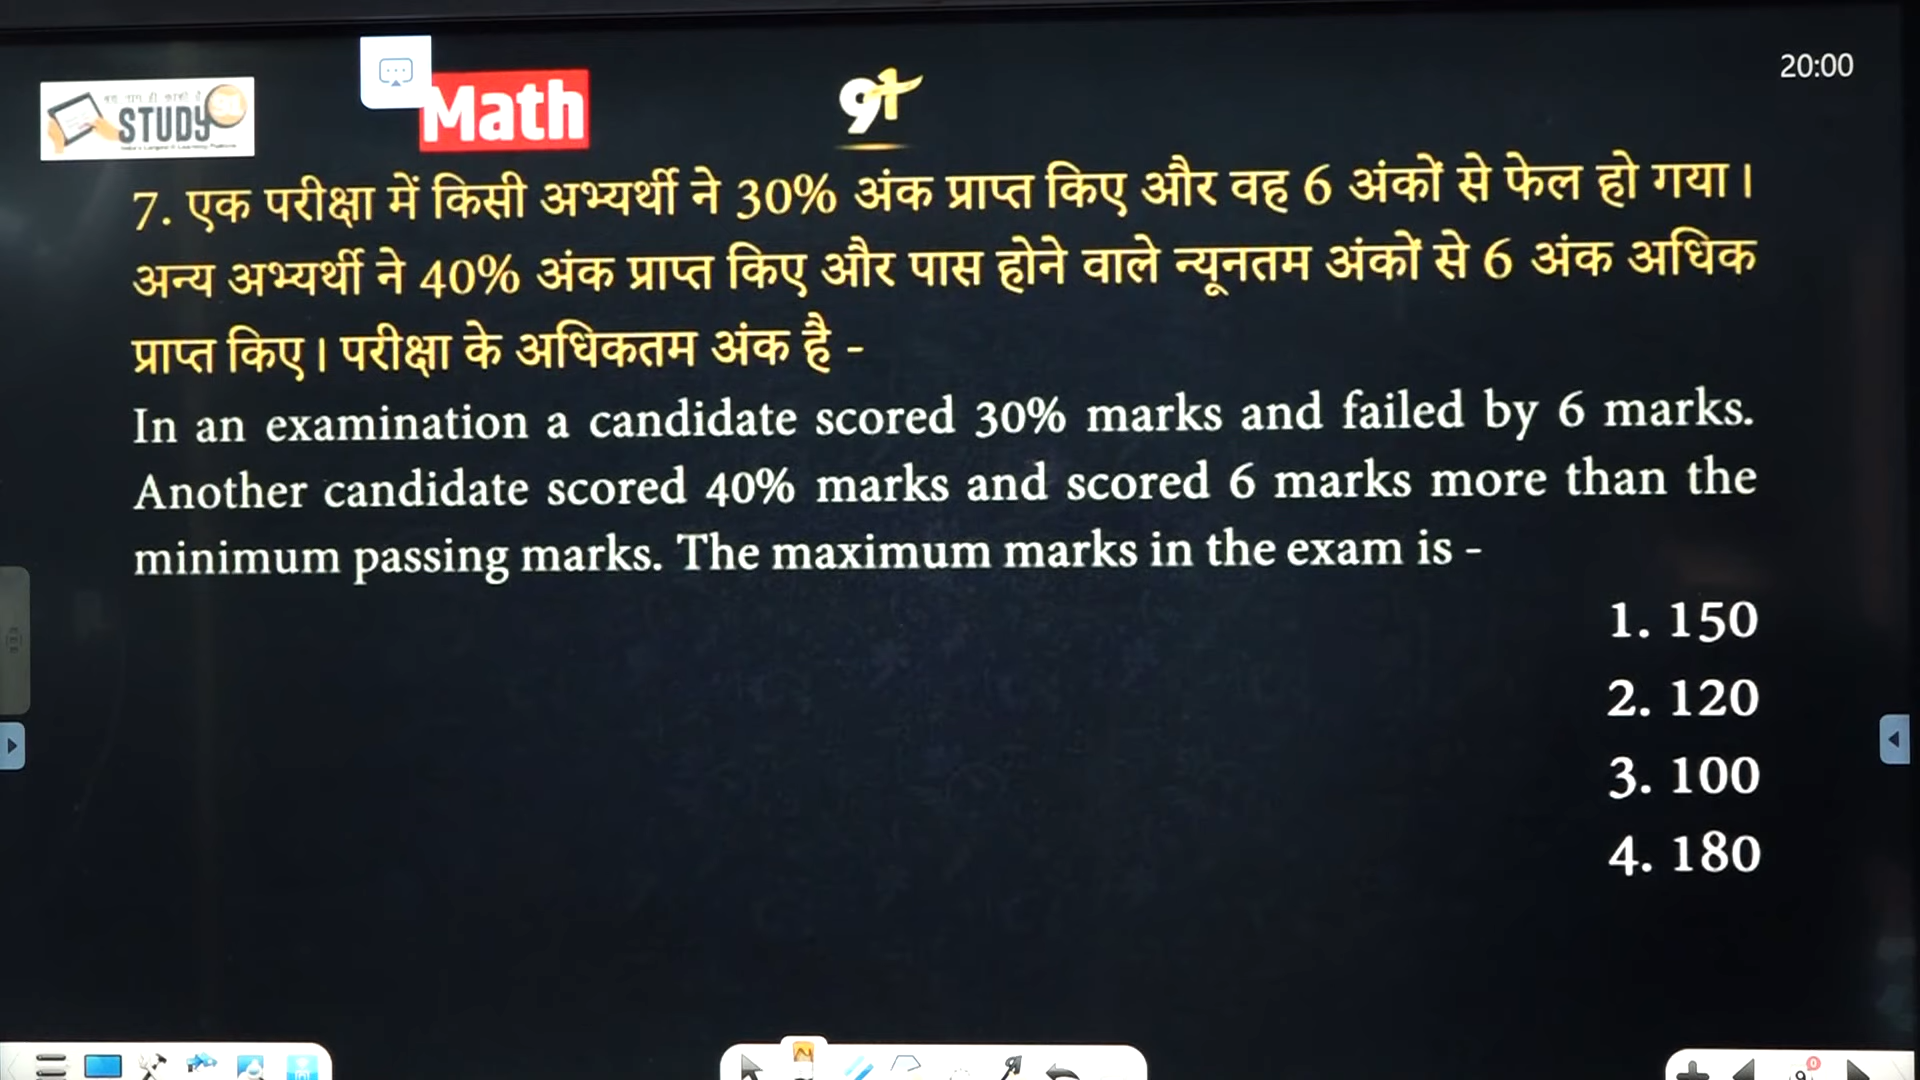 20:00
STUDY
Math
7. एक परीक्षा में किसी अभ्यर्थी ने 30% अंक प्राप्त किए और वह 6 अंकों से फेल हो गया।
अन्य अभ्यर्थी ने 40% अंक प्राप्त किए और पास होने वाले न्यूनतम अंकों से 6 अंक अधिक
प्राप्त किए। परीक्षा के अधिकतम अंक है -
In an examination a candidate scored 30% marks and failed by 6 marks.
Another candidate scored 40% marks and scored 6 marks more than the
minimum passing marks. The maximum marks in the exam is -
1. 150
2. 120
3. 100
4. 180